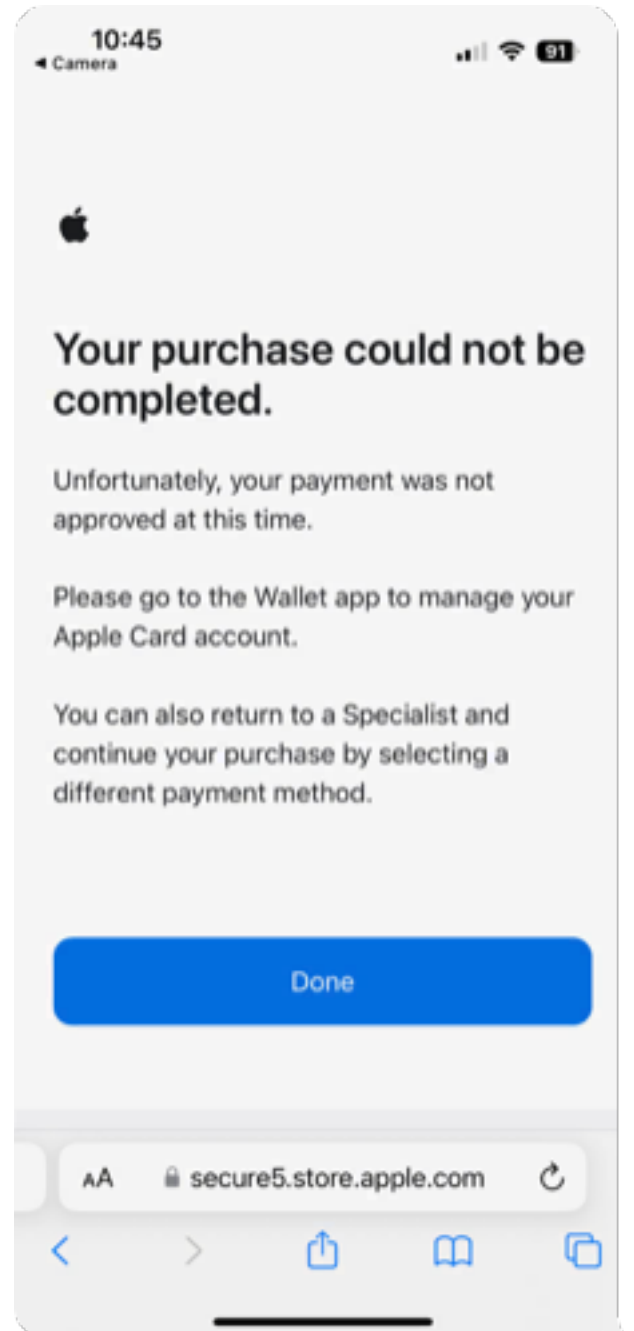 10:45
91
◀ Camera
Your purchase could not be
completed.
Unfortunately, your payment was not
approved at this time.
Please go to the Wallet app to manage your
Apple Card account.
You can also return to a Specialist and
continue your purchase by selecting a
different payment method.
Done
AA secure5.store.apple.com